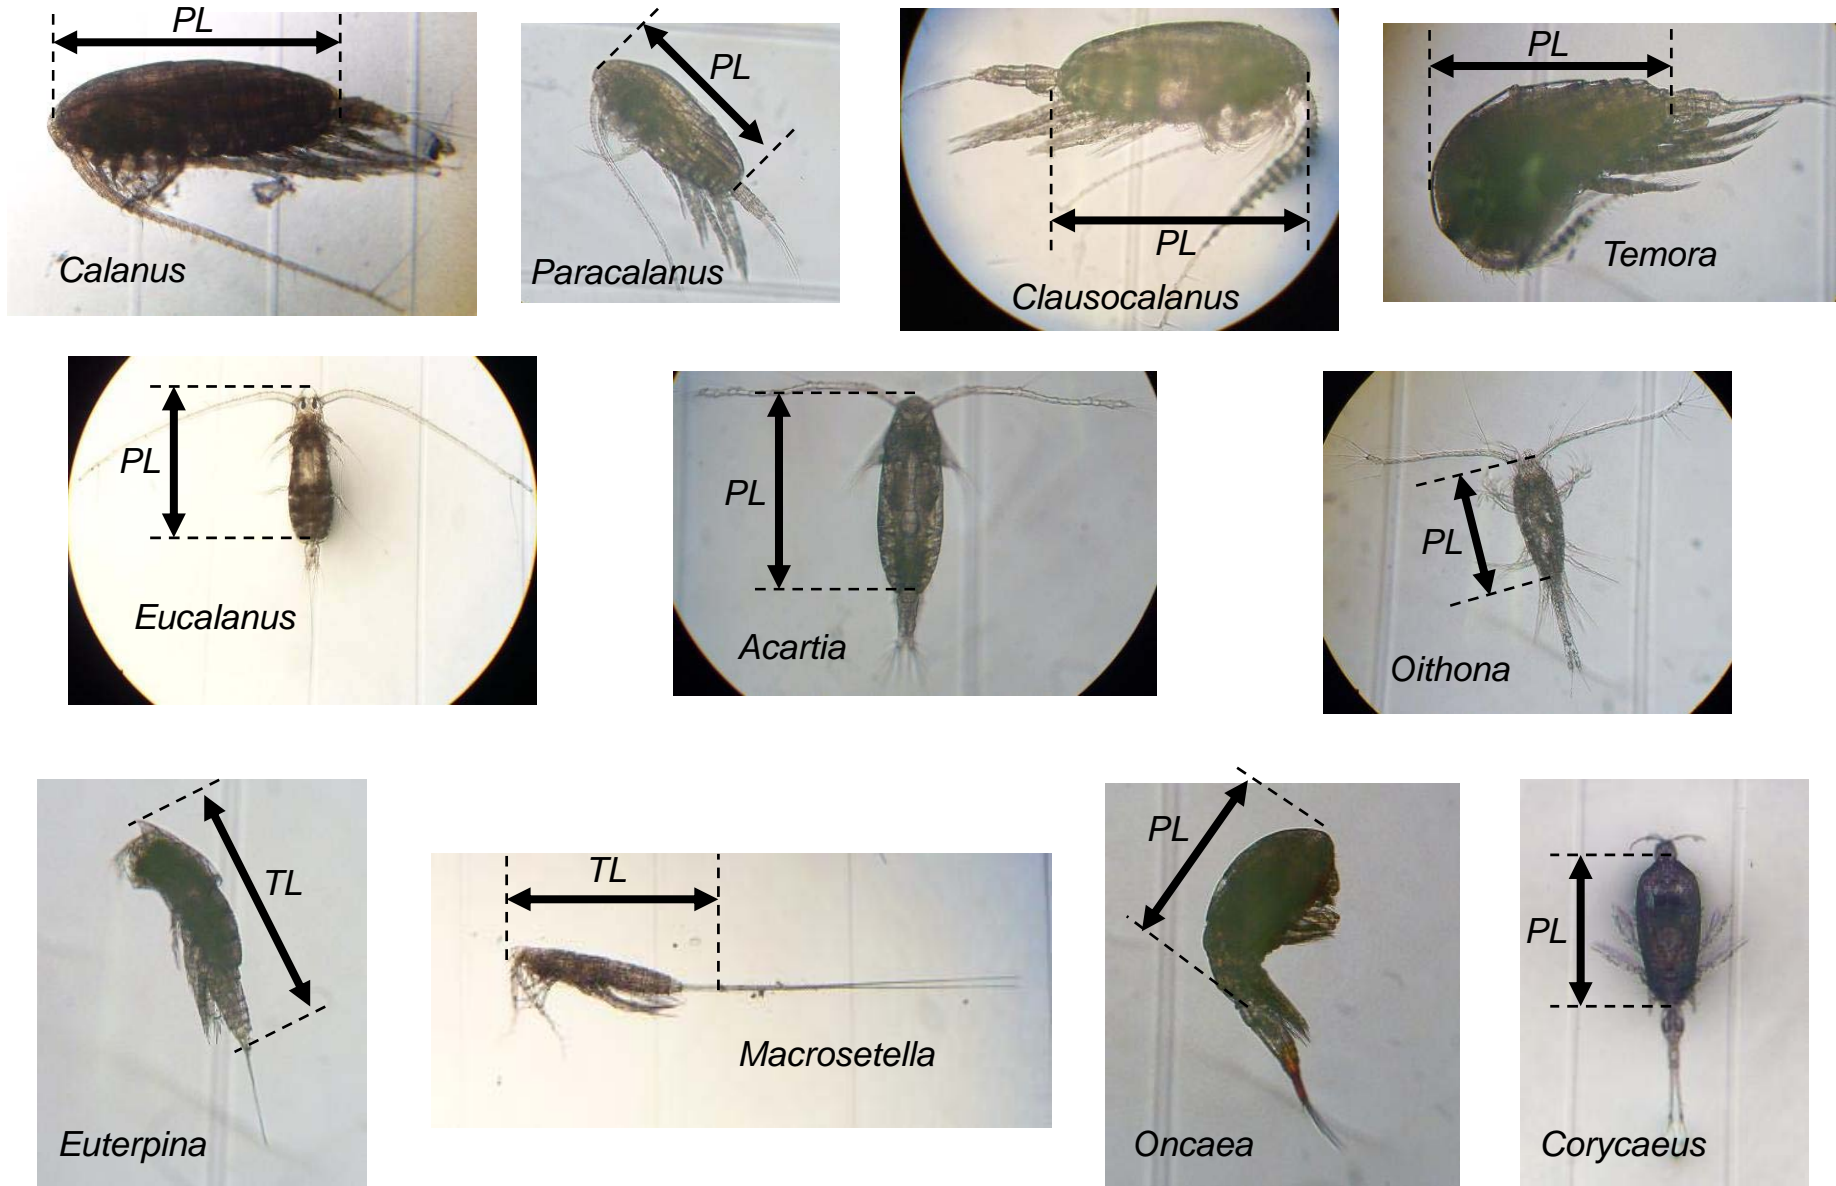 PL
Calanus
PL
Paracalanus
PL
Clausocalanus
PL
Temora
PL
Eucalanus
PL
Acartia
PL
Oithona
TL
Euterpina
TL
Macrosetella
PL
Oncaea
PL
Corycaeus